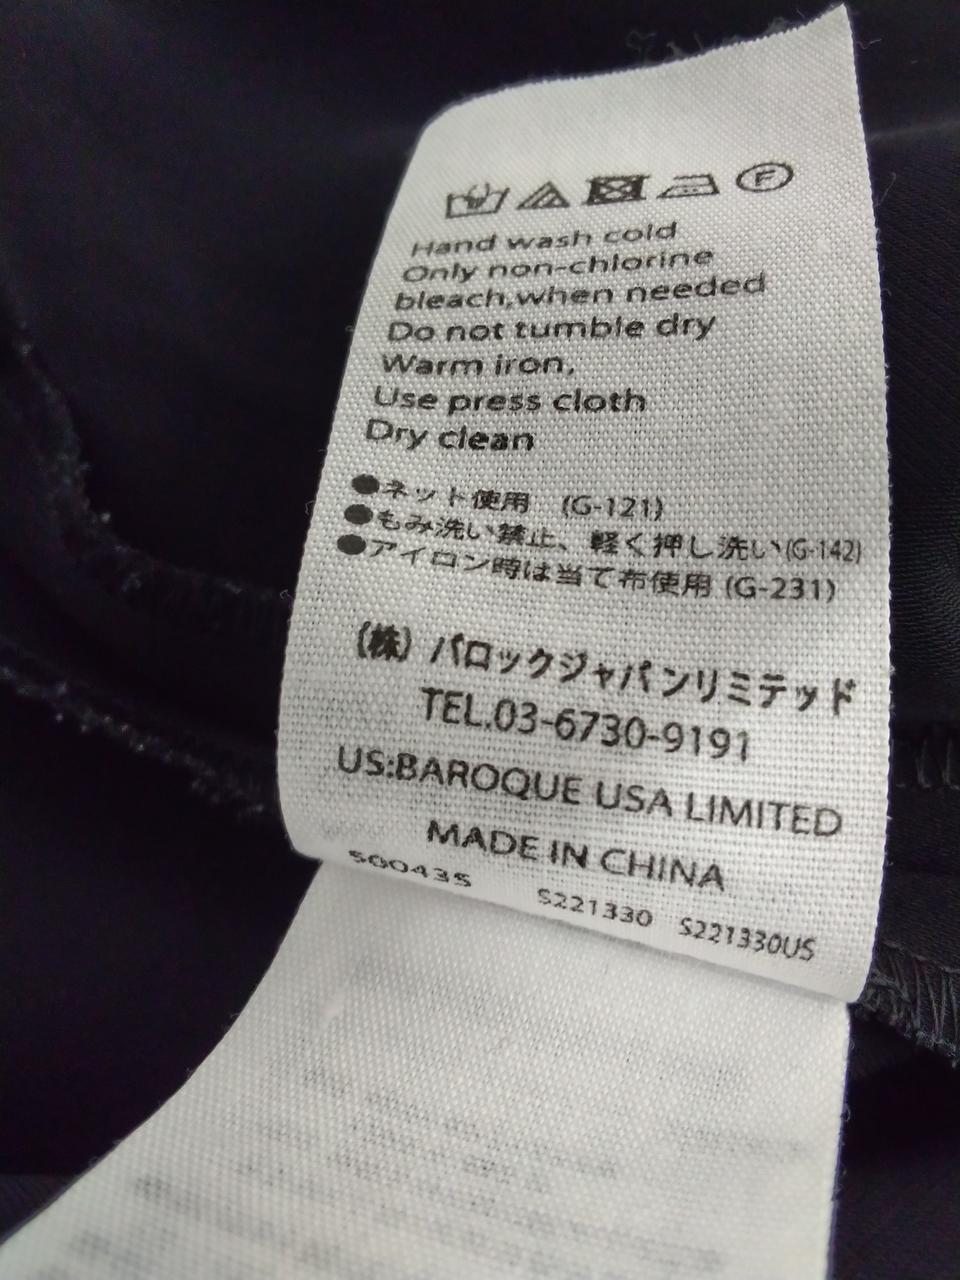 F
Hand wash cold
Only non-chlorine
bleach,when needed
Do not tumble dry
Warm iron,
Use press cloth
Dry clean
●ネット使用 (G-121)
●もみ洗い禁止、軽く押し洗い(G-142)
●アイロン時は当て布使用 (G-231)
(株) バロックジャパンリミテッド
TEL.03-6730-9191
US:BAROQUE USA LIMITED
MADE IN CHINA
S00435 S221330 S221330US